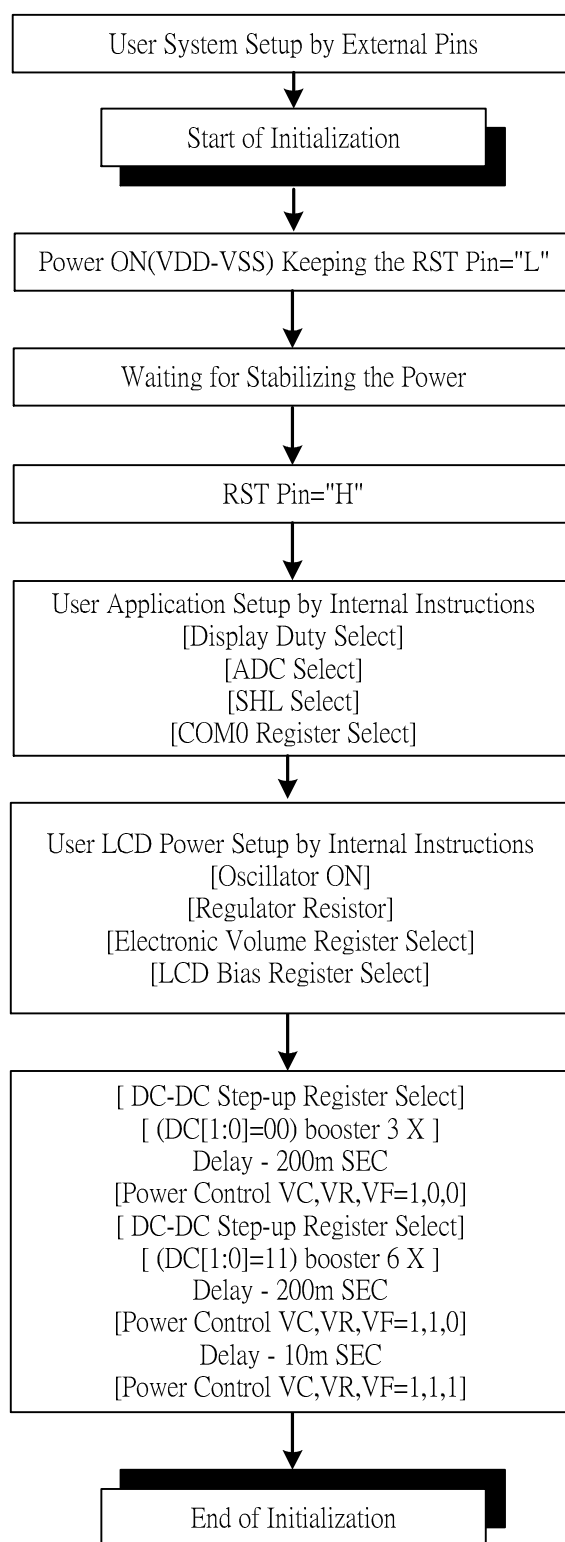 User System Setup by External Pins
Start of Initialization
Power ON(VDD-VSS) Keeping the RST Pin="L"
Waiting for Stabilizing the Power
RST Pin="H"
User Application Setup by Internal Instructions
[Display Duty Select]
[ADC Select]
[SHL Select]
[COM0 Register Select]
User LCD Power Setup by Internal Instructions
[Oscillator ON]
[Regulator Resistor]
[Electronic Volume Register Select]
[LCD Bias Register Select]
[ DC-DC Step-up Register Select]
[ (DC[1:0]=00) booster 3 X ]
Delay - 200m SEC
[Power Control VC,VR,VF=1,0,0]
[ DC-DC Step-up Register Select]
[ (DC[1:0]=11) booster 6 X ]
Delay - 200m SEC
[Power Control VC,VR,VF=1,1,0]
Delay - 10m SEC
[Power Control VC,VR,VF=1,1,1]
End of Initialization